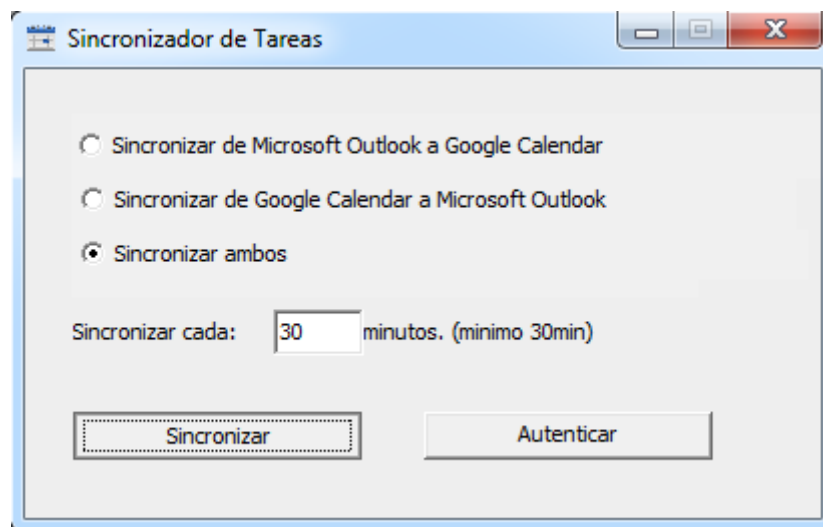 Sincronizador de Tareas
Sincronizar de Microsoft Outlook a Google Calendar
Sincronizar de Google Calendar a Microsoft Outlook
Sincronizar ambos
Sincronizar cada: 30 minutos. (minimo 30min)
Sincronizar Autenticar